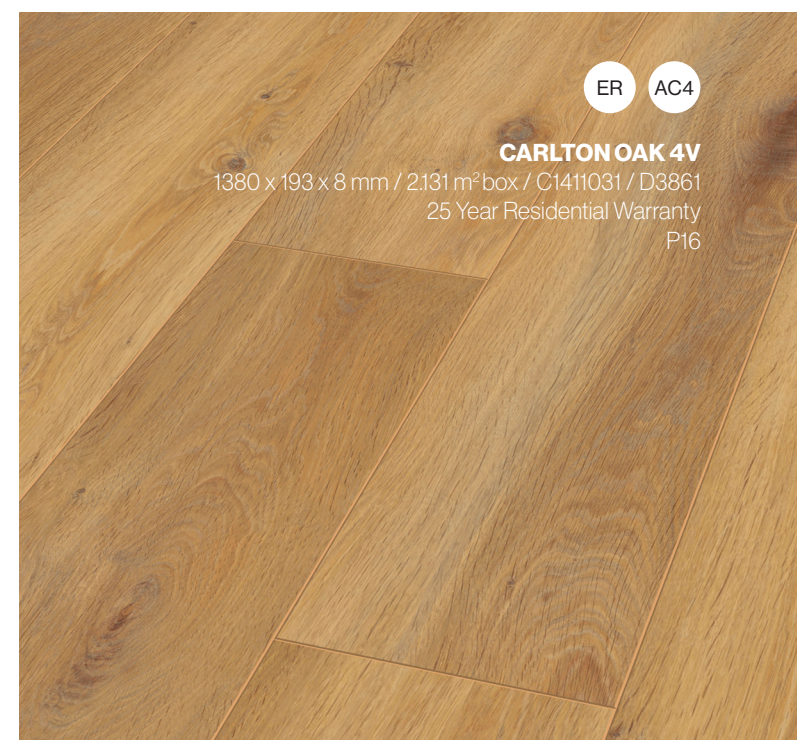 ER AC4
CARLTON OAK 4V
1380 x 193 x 8 mm / 2.131 m² box / C1411031 / D3861
25 Year Residential Warranty
P16